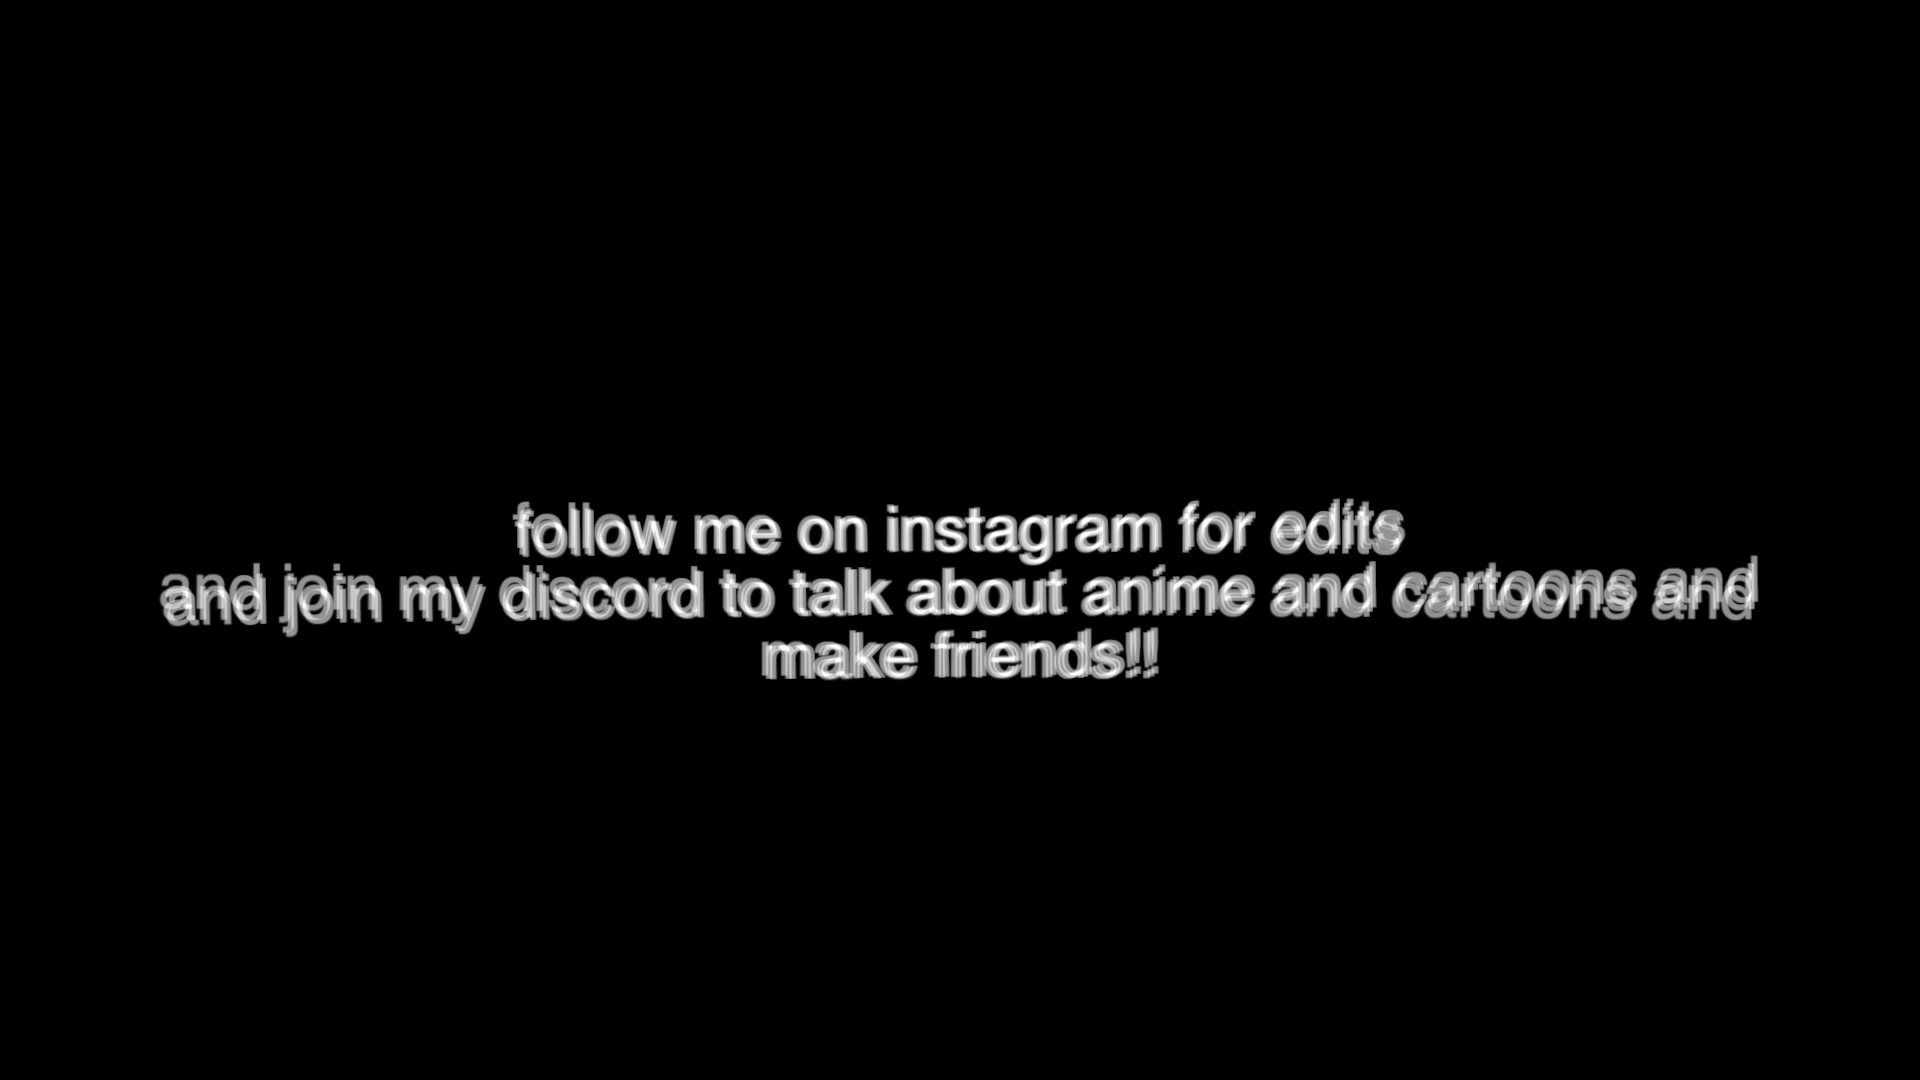 follow me on instagram for edits
and join my discord to talk about anime and cartoons and
make friends!!